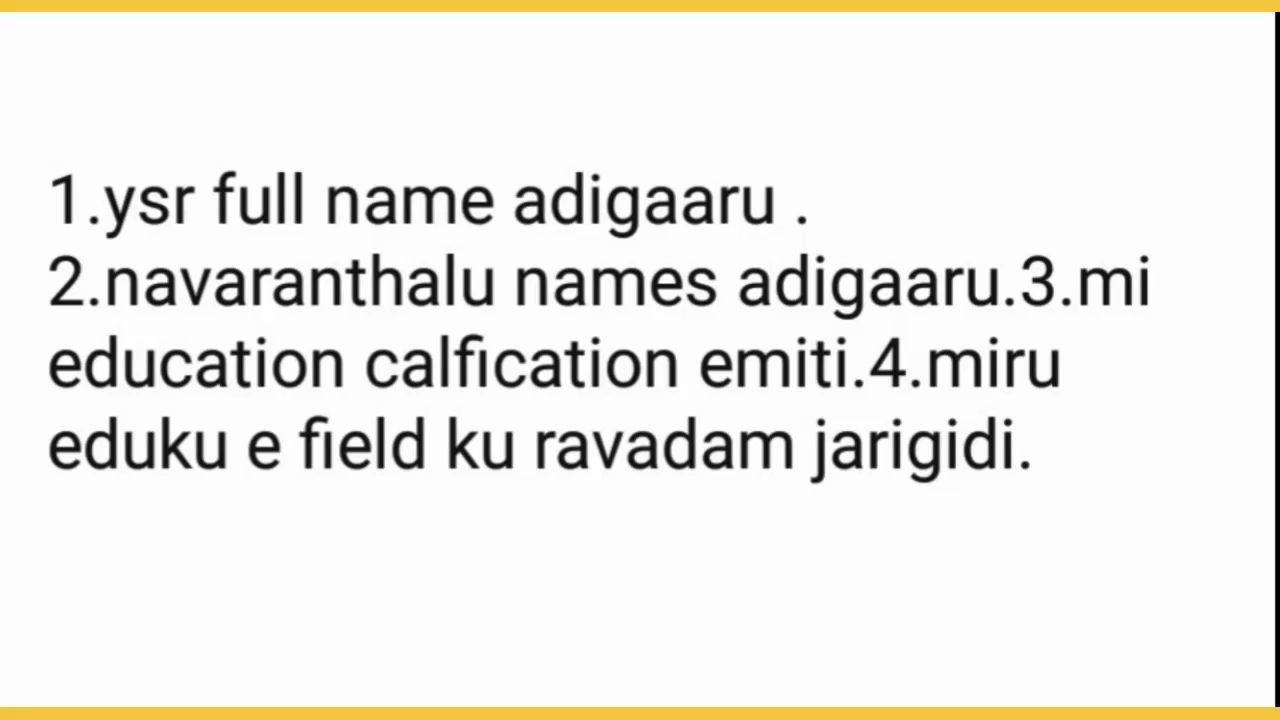 1.ysr full name adigaaru .
2.navaranthalu names adigaaru.3.mi
education calfication emiti.4.miru
eduku e field ku ravadam jarigidi.